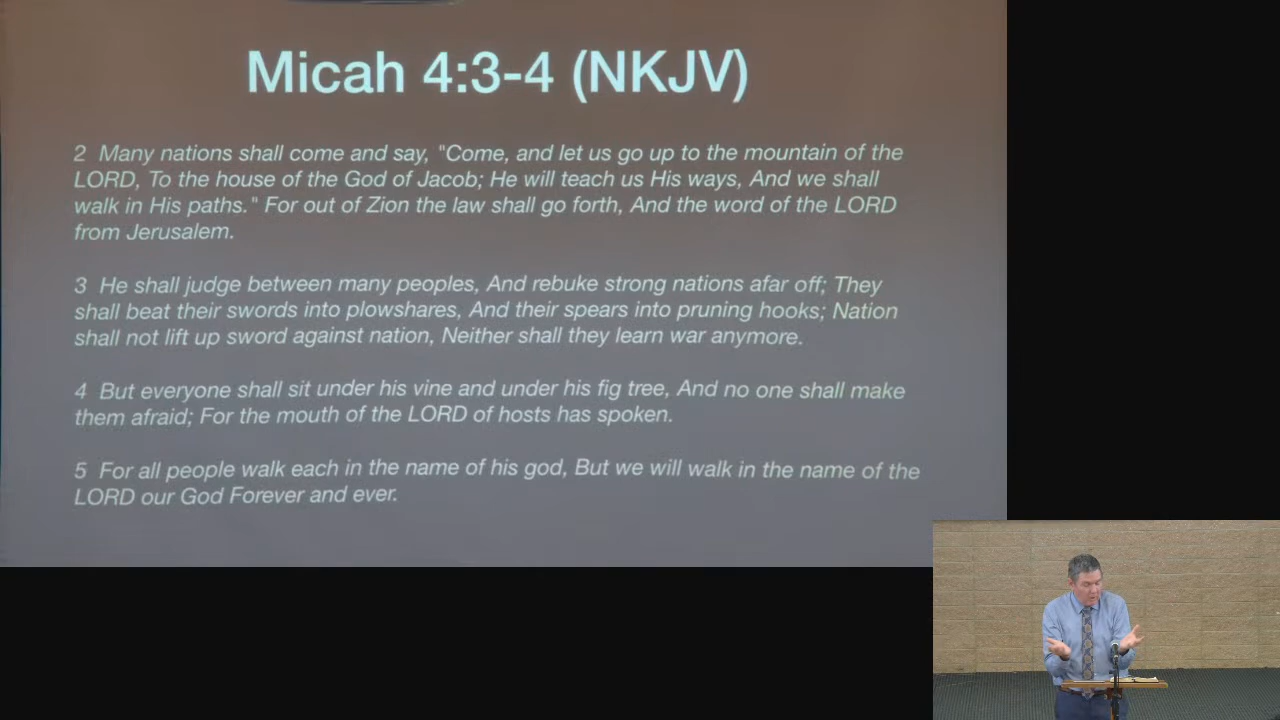 Micah 4:3-4 (NKJV)
2 Many nations shall come and say, "Come, and let us go up to the mountain of the
LORD, To the house of the God of Jacob; He will teach us His ways, And we shall
walk in His paths." For out of Zion the law shall go forth, And the word of the LORD
from Jerusalem.
3 He shall judge between many peoples, And rebuke strong nations afar off; They
shall beat their swords into plowshares, And their spears into pruning hooks; Nation
shall not lift up sword against nation, Neither shall they learn war anymore.
4 But everyone shall sit under his vine and under his fig tree, And no one shall make
them afraid; For the mouth of the LORD of hosts has spoken.
5 For all people walk each in the name of his god, But we will walk in the name of the
LORD our God Forever and ever.